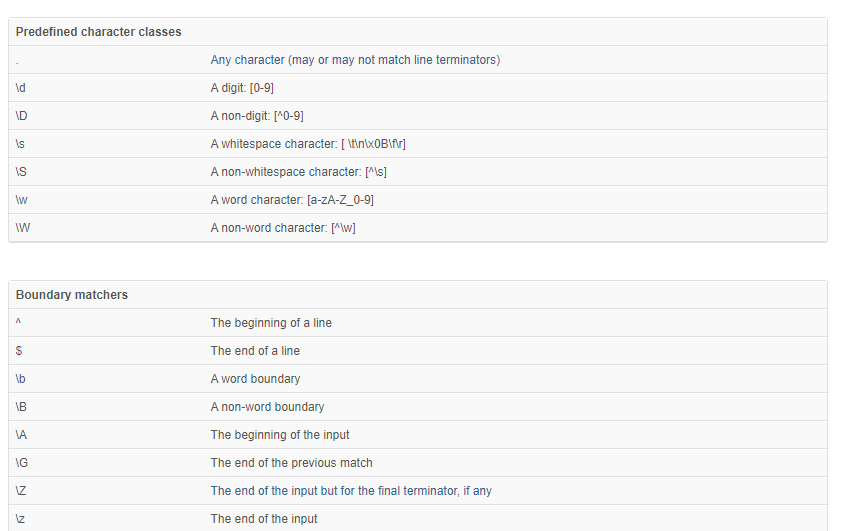 Predefined character classes
. Any character (may or may not match line terminators)
\d A digit: [0-9]
\D A non-digit: [^0-9]
\s A whitespace character: [ \t\n\x0B\f\r]
\S A non-whitespace character: [^\s]
\w A word character: [a-zA-Z_0-9]
\W A non-word character: [^\w]
Boundary matchers
^ The beginning of a line
$ The end of a line
\b A word boundary
\B A non-word boundary
\A The beginning of the input
\G The end of the previous match
\Z The end of the input but for the final terminator, if any
\z The end of the input